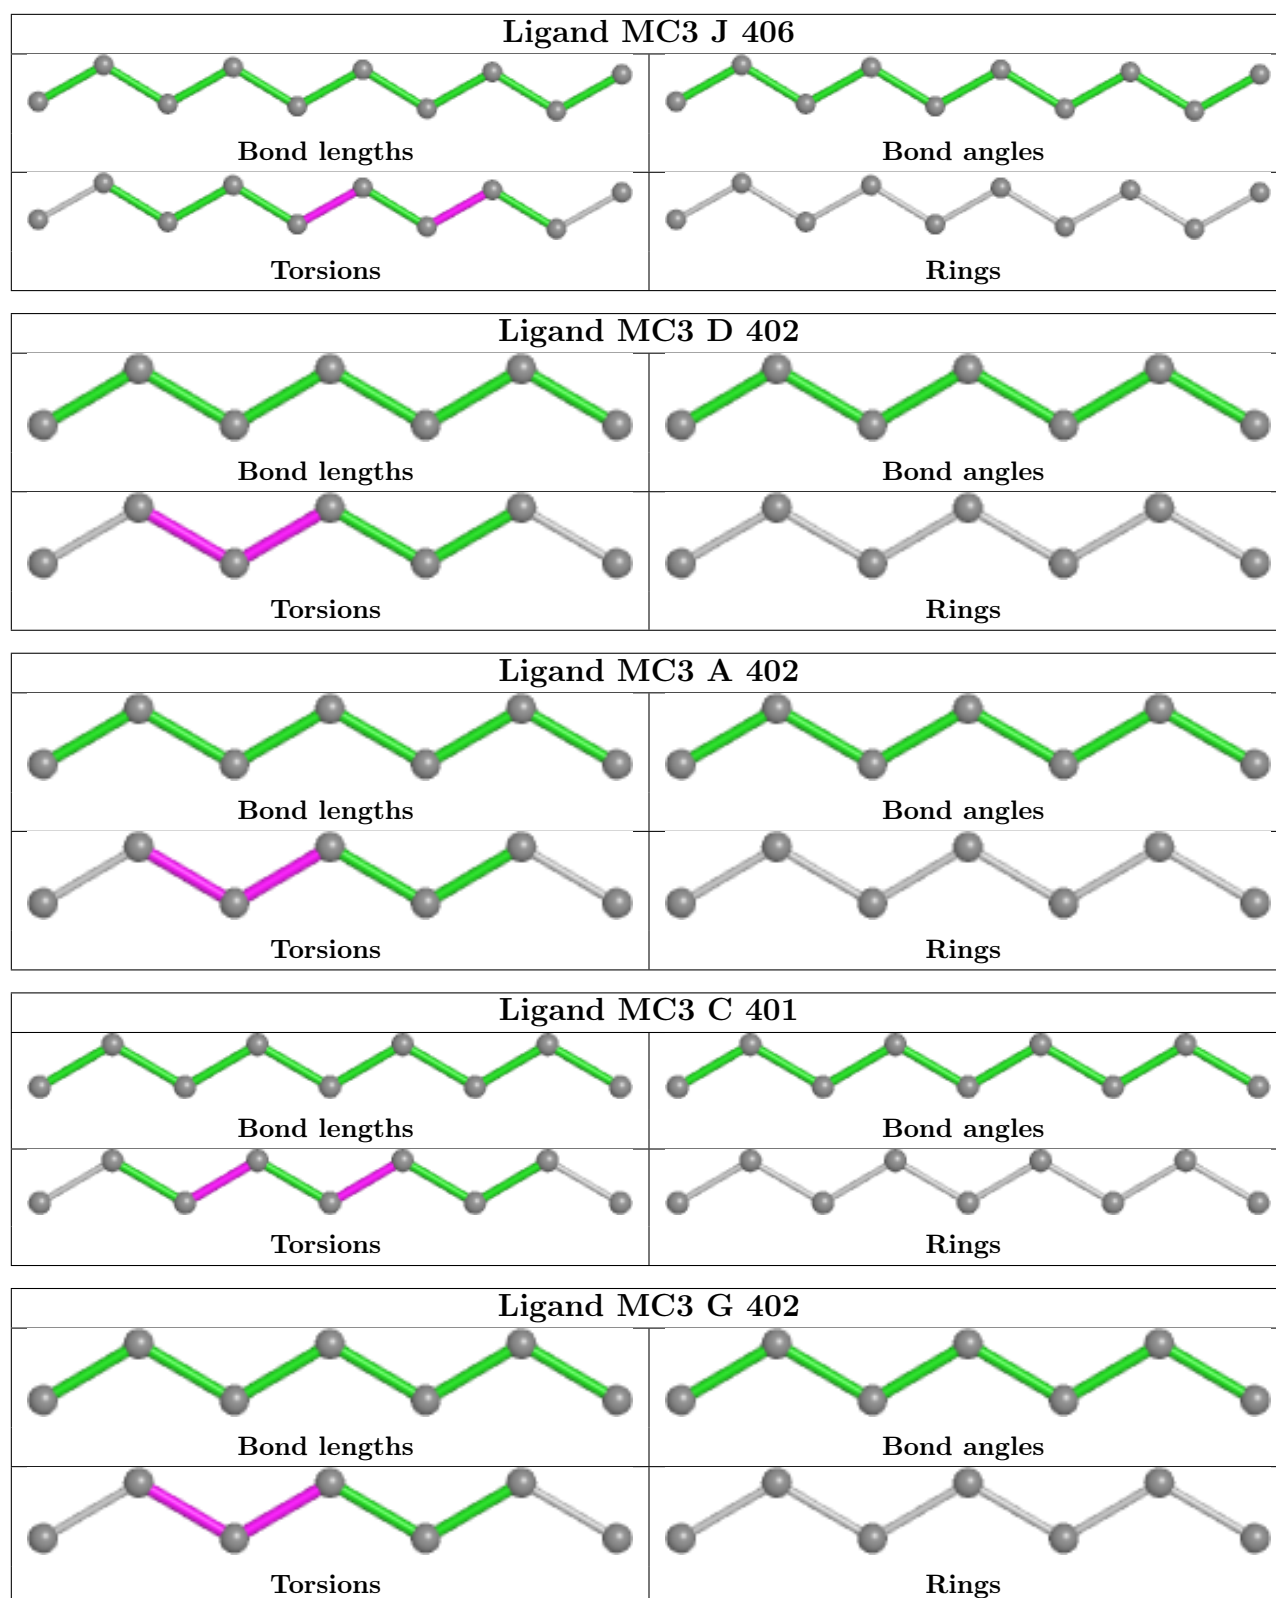 Ligand MC3 J 406
Bond lengths
Bond angles
Torsions
Rings
Ligand MC3 D 402
Bond lengths
Bond angles
Torsions
Rings
Ligand MC3 A 402
Bond lengths
Bond angles
Torsions
Rings
Ligand MC3 C 401
Bond lengths
Bond angles
Torsions
Rings
Ligand MC3 G 402
Bond lengths
Bond angles
Torsions
Rings